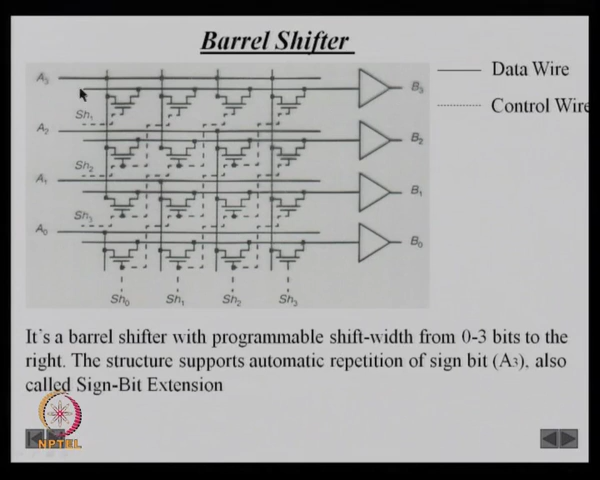 Barrel Shifter
A3
Data Wire
B3
Control Wire
Sh1
A2
B2
Sh2
A1
B1
Sh3
A0
B0
Sh0 Sh1 Sh2 Sh3
It's a barrel shifter with programmable shift-width from 0-3 bits to the
right. The structure supports automatic repetition of sign bit (A3), also
called Sign-Bit Extension
NPTEL